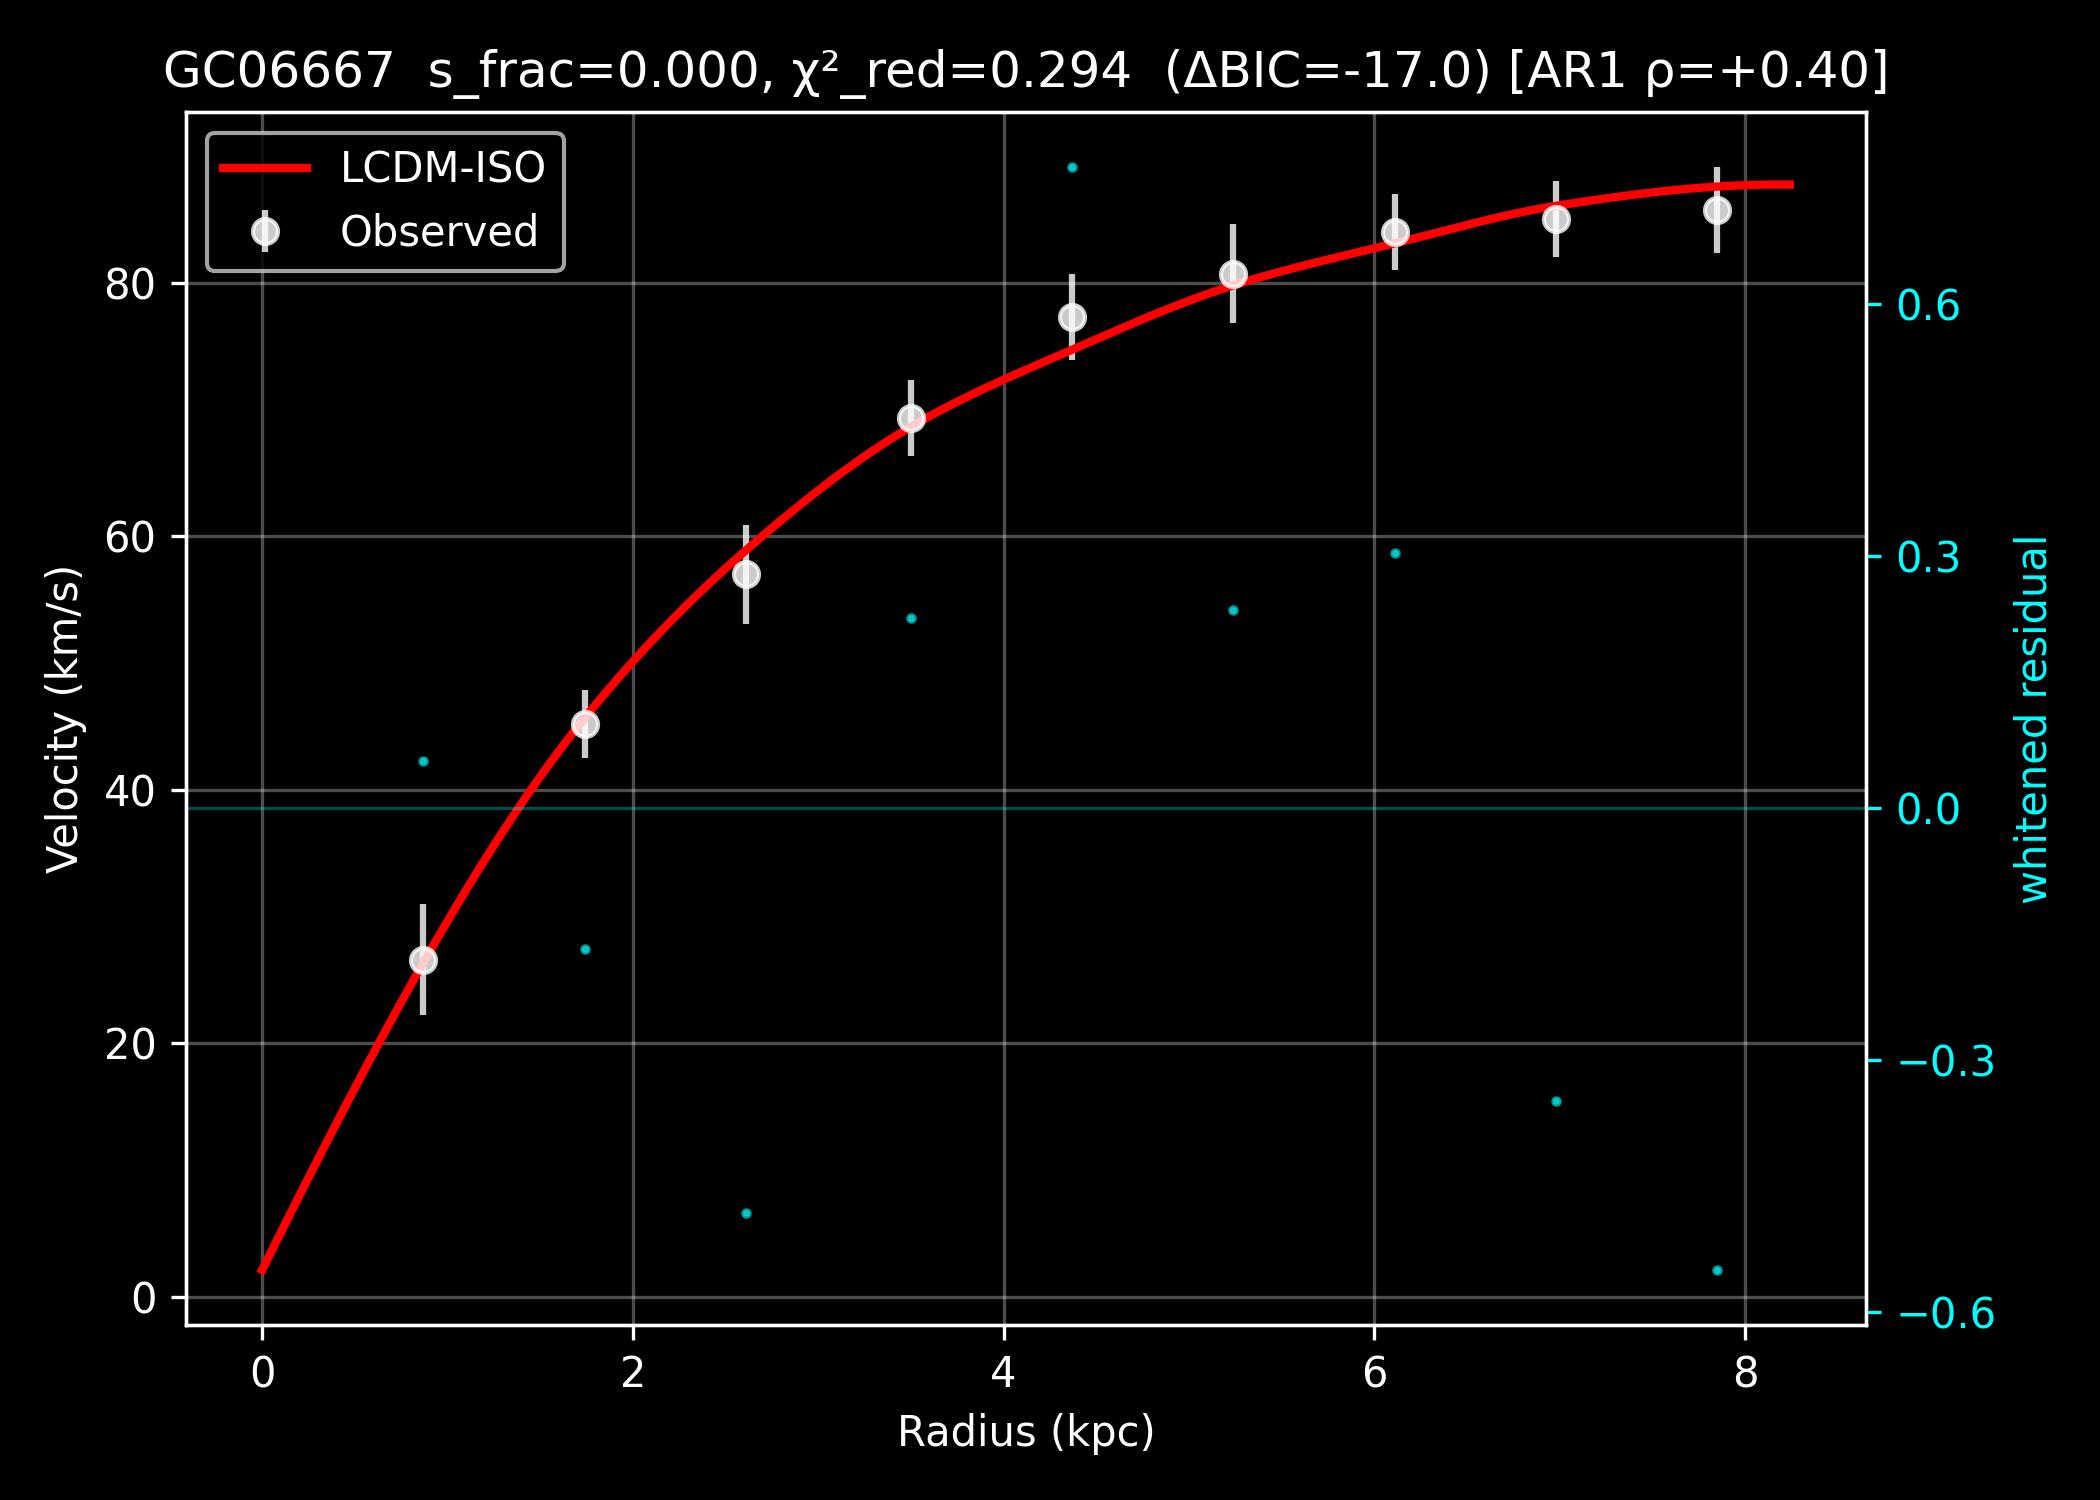 GC06667 s_frac=0.000, χ²_red=0.294 (ΔBIC=-17.0) [AR1 ρ=+0.40]
LCDM-ISO
Observed
Velocity (km/s)
80
60
40
20
0
0.6
0.3
0.0
−0.3
−0.6
whitened residual
0 2 4 6 8
Radius (kpc)